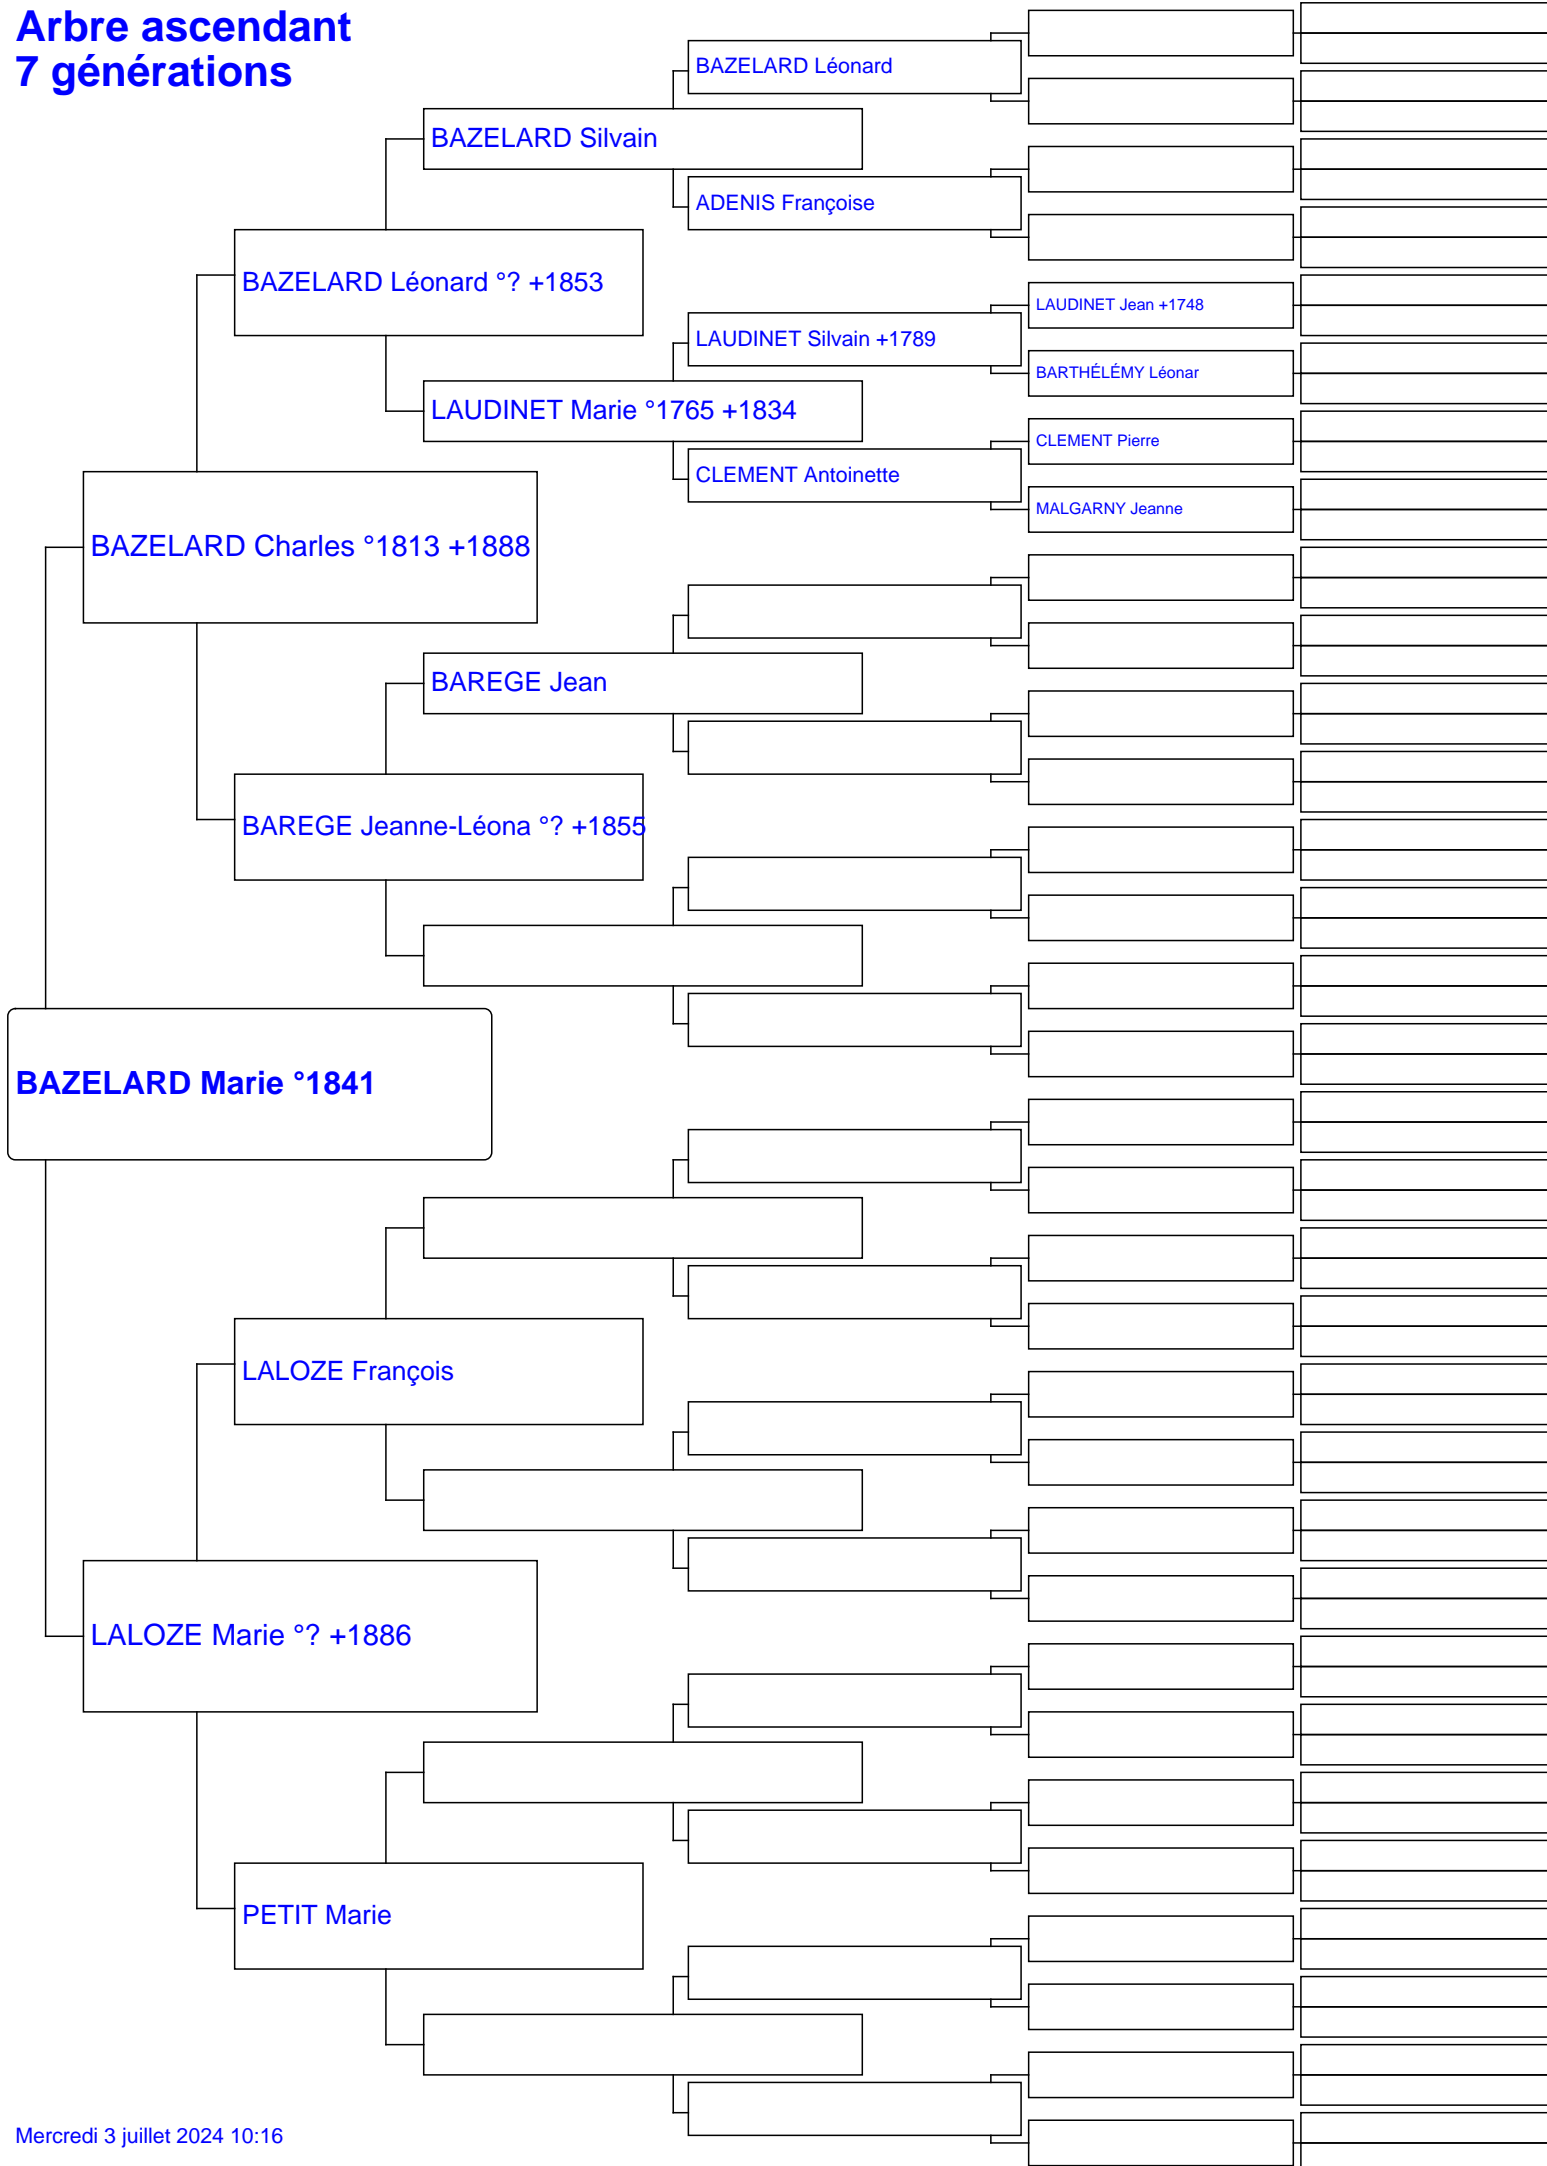 Arbre ascendant
7 générations
BAZELARD Léonard
BAZELARD Silvain
ADENIS Françoise
BAZELARD Léonard °? +1853
LAUDINET Jean +1748
LAUDINET Silvain +1789
BARTHÉLÉMY Léonar
LAUDINET Marie °1765 +1834
CLEMENT Pierre
CLEMENT Antoinette
MALGARNY Jeanne
BAZELARD Charles °1813 +1888
BAREGE Jean
BAREGE Jeanne-Léona °? +1855
BAZELARD Marie °1841
LALOZE François
LALOZE Marie °? +1886
PETIT Marie
Mercredi 3 juillet 2024 10:16